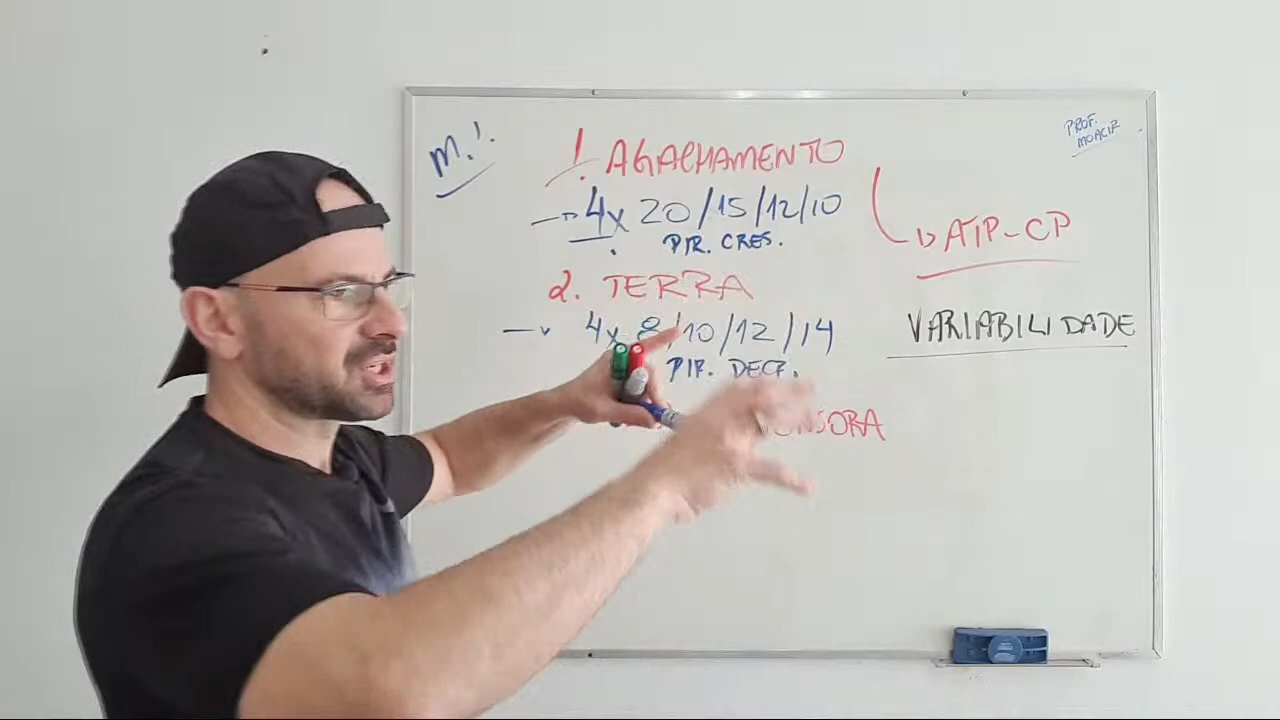 M.I.
PROF.
MOACIR
1. AGACHAMENTO
4x 20/15/12/10
PIR. CRES.
ATP-CP
2. TERRA
4x 8/10/12/14
PIR. DECR.
VARIABILIDADE